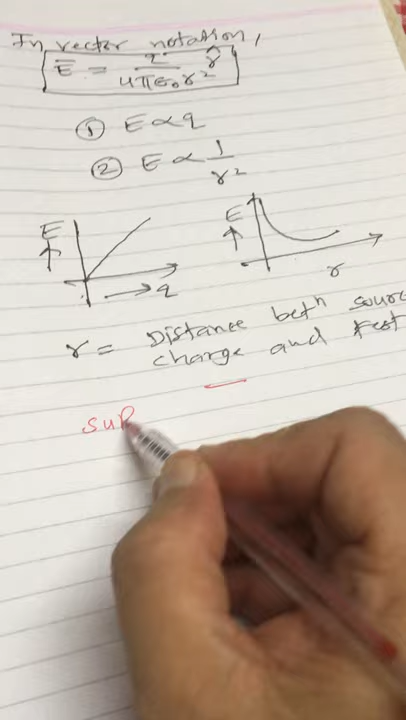 In vector notation,
E̅ = q / 4πε₀r² r̂
① E ∝ q
② E ∝ 1/r²
E E
q r
r = Distance betn source
charge and test
sup